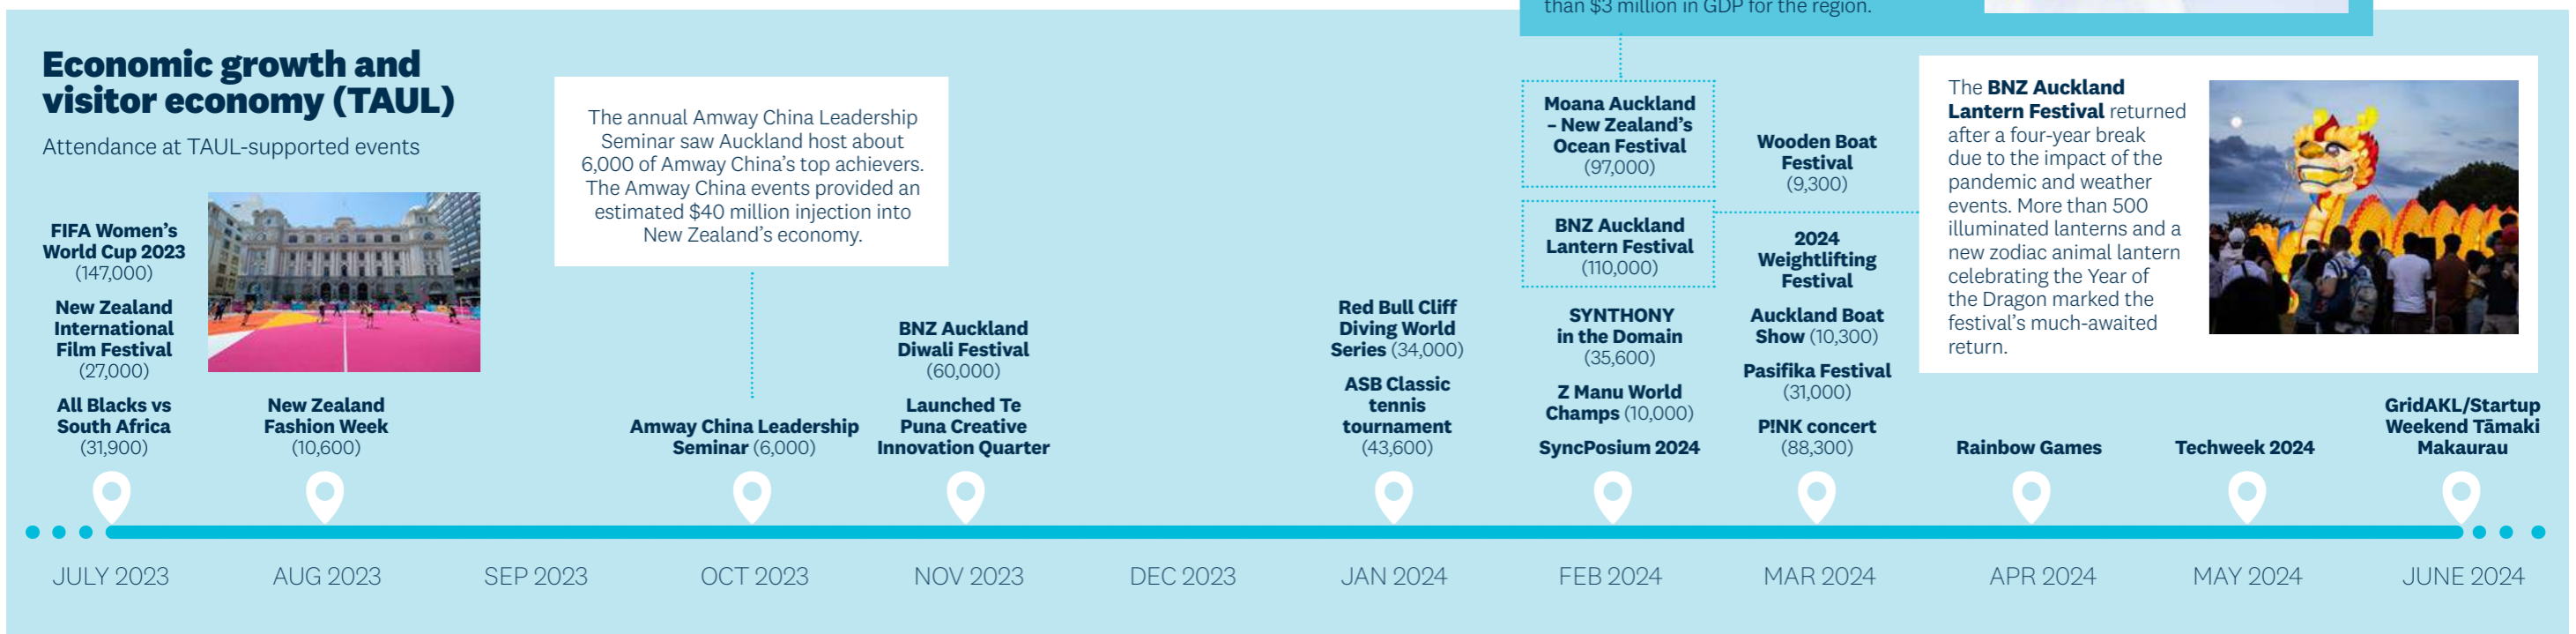 than $3 million in GDP for the region.
Economic growth and
visitor economy (TAUL)
Attendance at TAUL-supported events
FIFA Women's
World Cup 2023
(147,000)
New Zealand
International
Film Festival
(27,000)
All Blacks vs
South Africa
(31,900)
New Zealand
Fashion Week
(10,600)
The annual Amway China Leadership
Seminar saw Auckland host about
6,000 of Amway China's top achievers.
The Amway China events provided an
estimated $40 million injection into
New Zealand's economy.
Amway China Leadership
Seminar (6,000)
BNZ Auckland
Diwali Festival
(60,000)
Launched Te
Puna Creative
Innovation Quarter
Red Bull Cliff
Diving World
Series (34,000)
ASB Classic
tennis
tournament
(43,600)
Moana Auckland
– New Zealand's
Ocean Festival
(97,000)
BNZ Auckland
Lantern Festival
(110,000)
SYNTHONY
in the Domain
(35,600)
Z Manu World
Champs (10,000)
SyncPosium 2024
Wooden Boat
Festival
(9,300)
2024
Weightlifting
Festival
Auckland Boat
Show (10,300)
Pasifika Festival
(31,000)
P!NK concert
(88,300)
The BNZ Auckland
Lantern Festival returned
after a four-year break
due to the impact of the
pandemic and weather
events. More than 500
illuminated lanterns and a
new zodiac animal lantern
celebrating the Year of
the Dragon marked the
festival's much-awaited
return.
Rainbow Games
Techweek 2024
GridAKL/Startup
Weekend Tāmaki
Makaurau
JULY 2023
AUG 2023
SEP 2023
OCT 2023
NOV 2023
DEC 2023
JAN 2024
FEB 2024
MAR 2024
APR 2024
MAY 2024
JUNE 2024